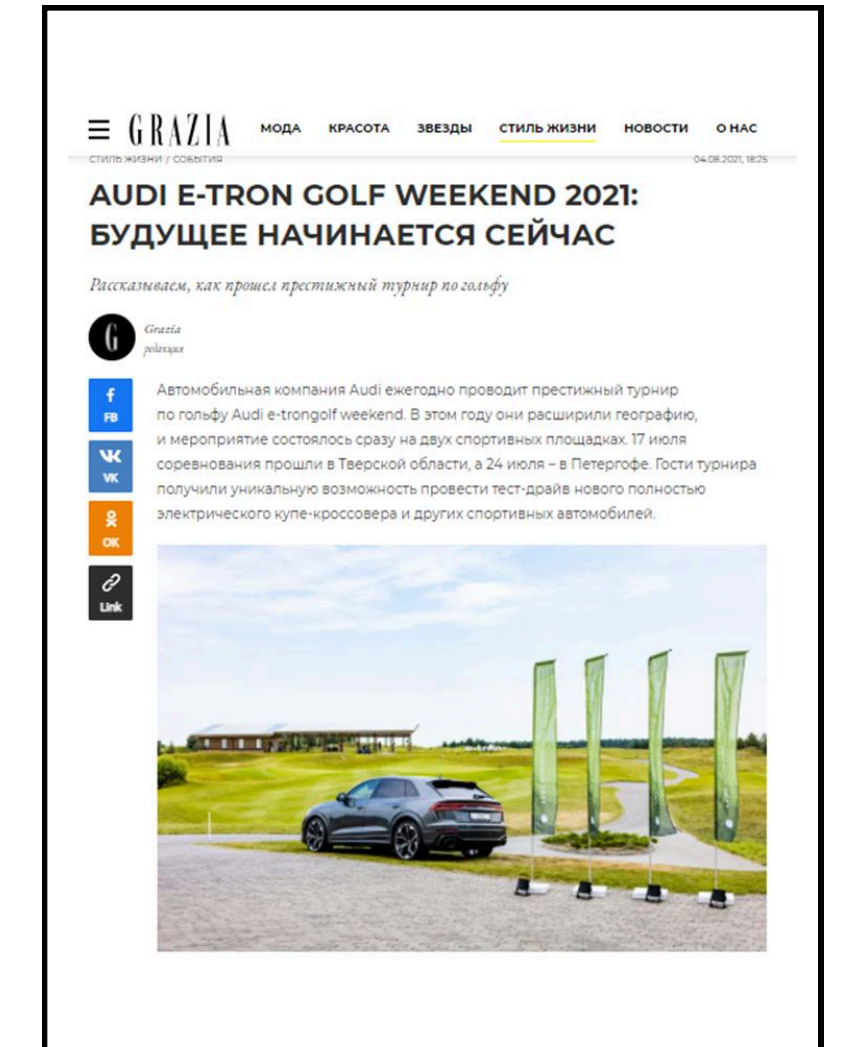 GRAZIA МОДА КРАСОТА ЗВЕЗДЫ СТИЛЬ ЖИЗНИ НОВОСТИ О НАС
СТИЛЬ ЖИЗНИ / СОБЫТИЯ 04.08.2021, 18:25
AUDI E-TRON GOLF WEEKEND 2021:
БУДУЩЕЕ НАЧИНАЕТСЯ СЕЙЧАС
Рассказываем, как прошел престижный турнир по гольфу
G
Grazia
редакция
Автомобильная компания Audi ежегодно проводит престижный турнир
по гольфу Audi e-trongolf weekend. В этом году они расширили географию,
и мероприятие состоялось сразу на двух спортивных площадках. 17 июля
соревнования прошли в Тверской области, а 24 июля – в Петергофе. Гости турнира
получили уникальную возможность провести тест-драйв нового полностью
электрического купе-кроссовера и других спортивных автомобилей.
FB
VK
OK
Link